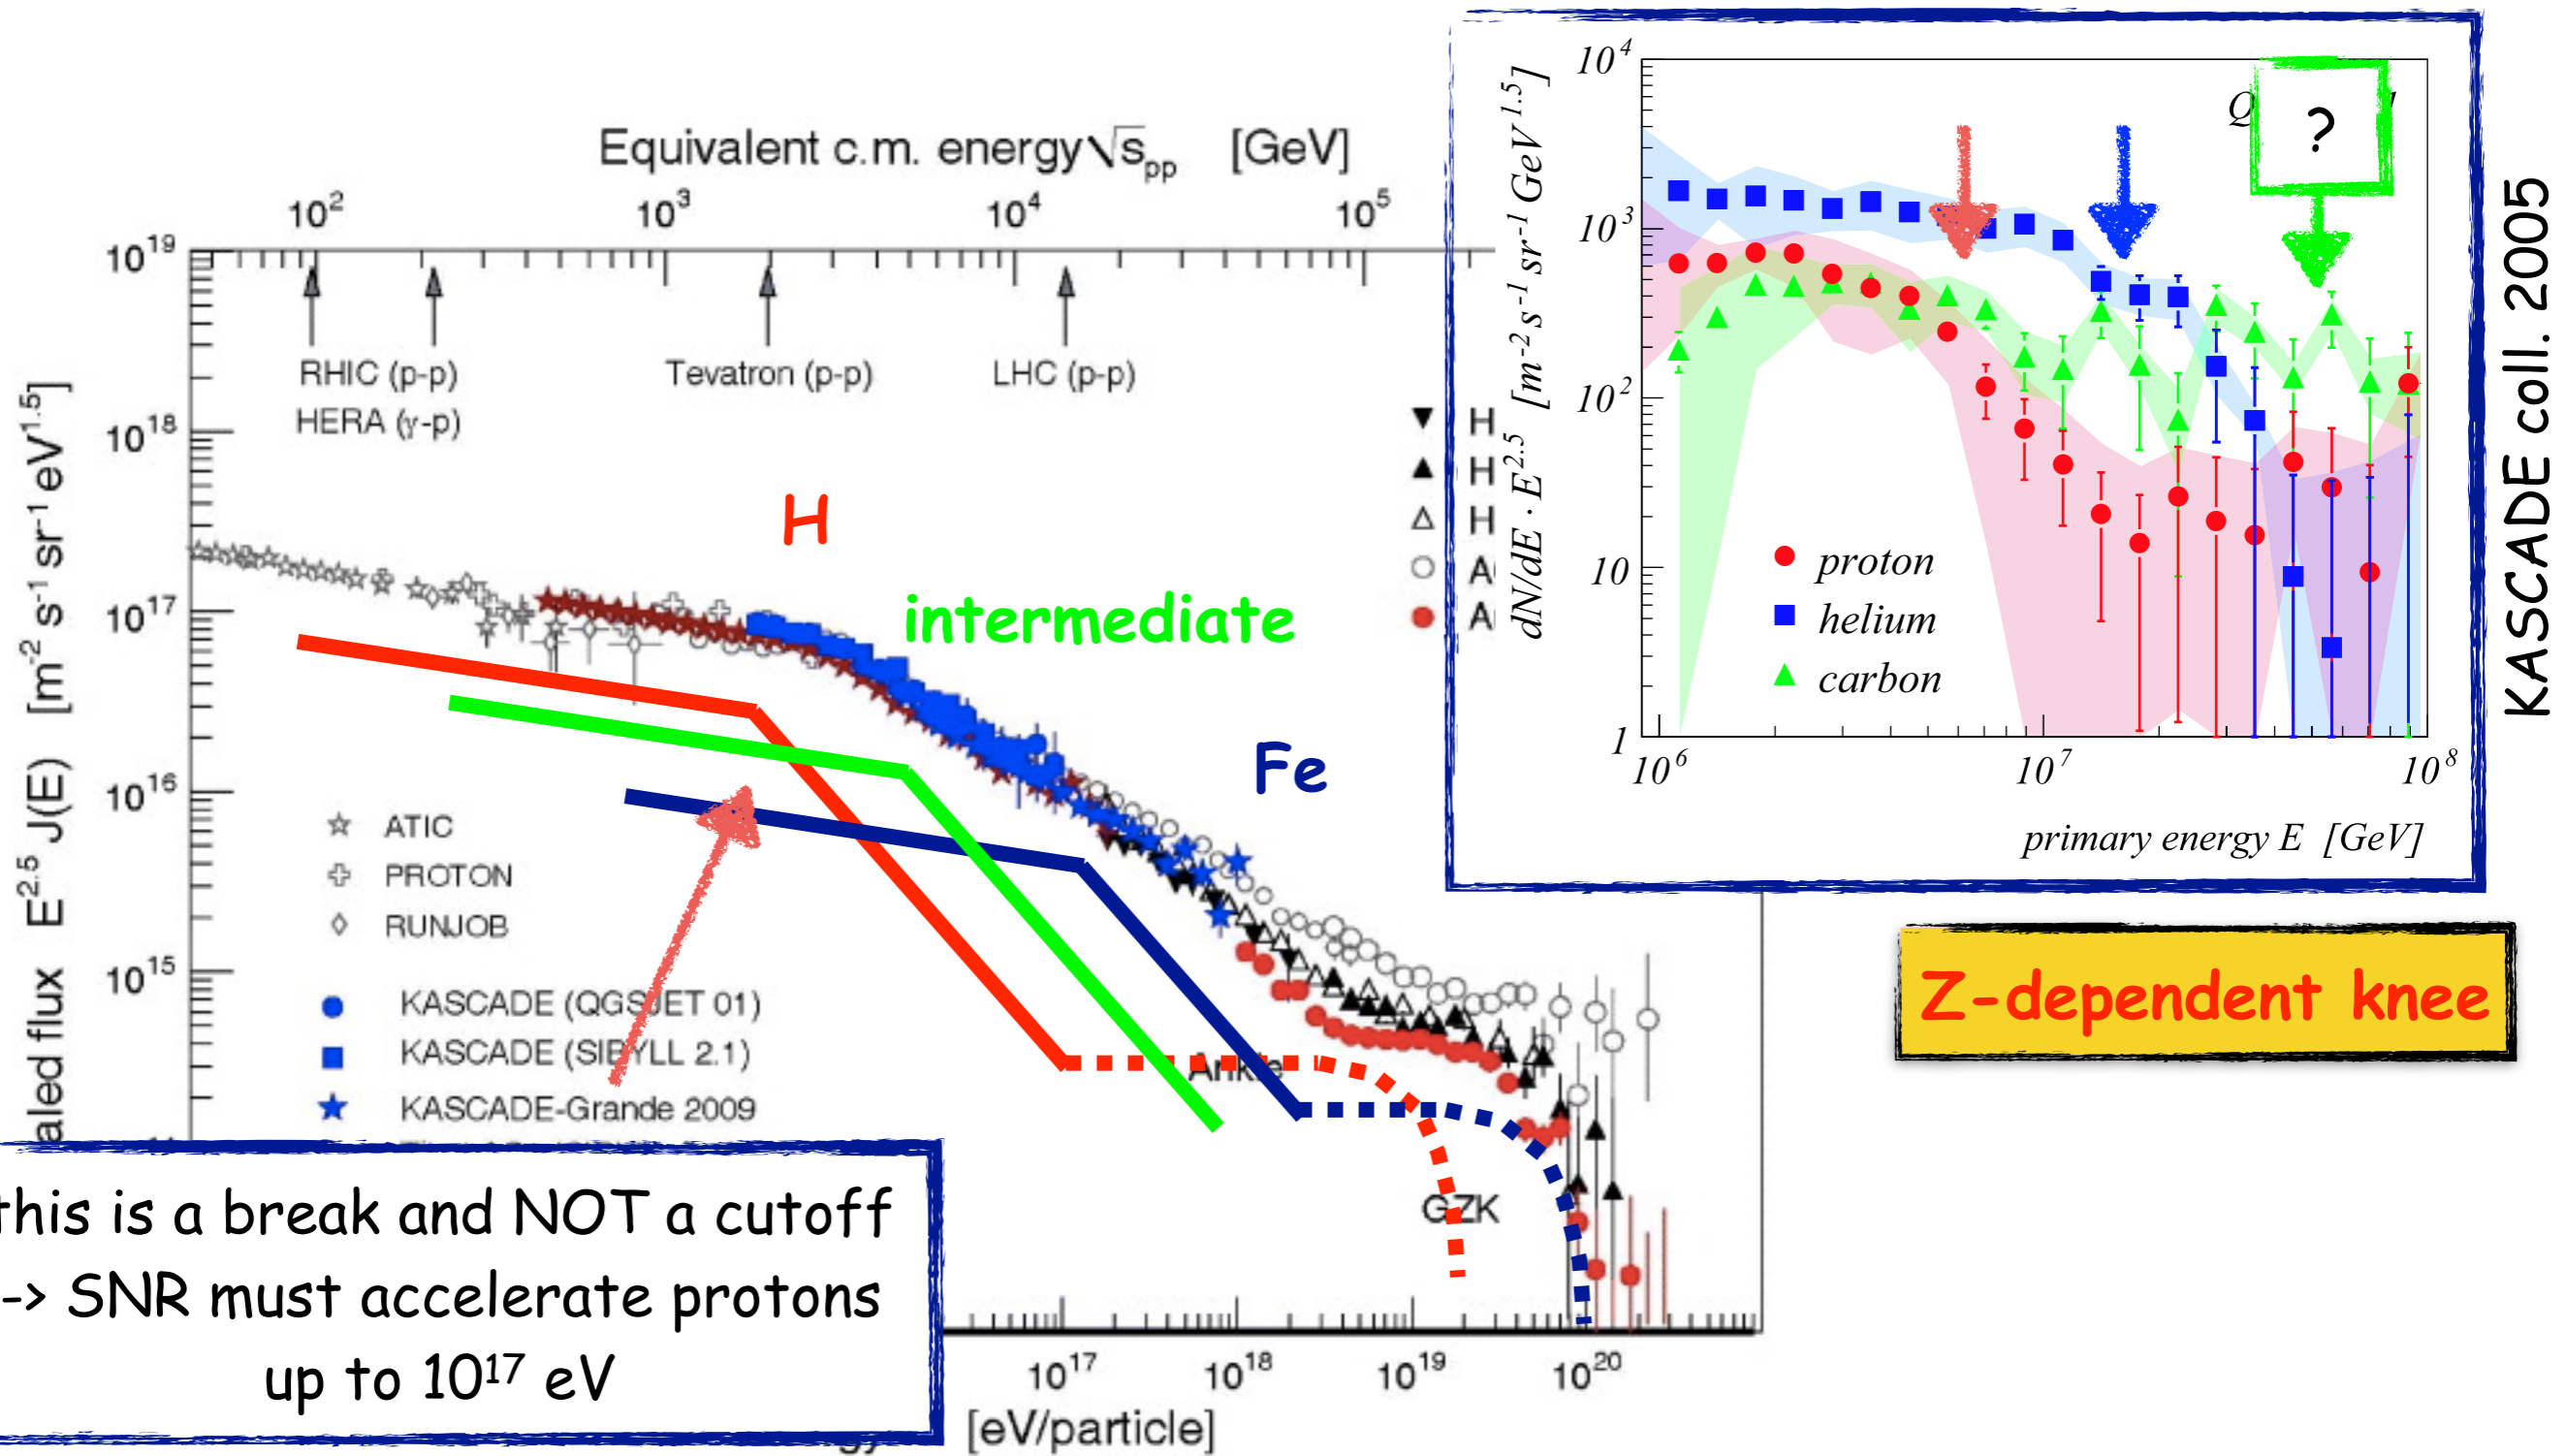 Equivalent c.m. energy √s_pp [GeV]
10^2 10^3 10^4 10^5
10^19
10^18
10^17
10^16
10^15
aled flux E^2.5 J(E) [m^-2 s^-1 sr^-1 eV^1.5]
RHIC (p-p)
HERA (γ-p)
Tevatron (p-p)
LHC (p-p)
H
H
H
A
A
H
intermediate
Fe
ATIC
PROTON
RUNJOB
KASCADE (QGSJET 01)
KASCADE (SIBYLL 2.1)
KASCADE-Grande 2009
Ankle
GZK
this is a break and NOT a cutoff
-> SNR must accelerate protons
up to 10^17 eV
10^17 10^18 10^19 10^20
[eV/particle]
dN/dE · E^2.5 [m^-2 s^-1 sr^-1 GeV^1.5]
10^4
10^3
10^2
10
1
Q
?
proton
helium
carbon
10^6 10^7 10^8
primary energy E [GeV]
KASCADE coll. 2005
Z-dependent knee